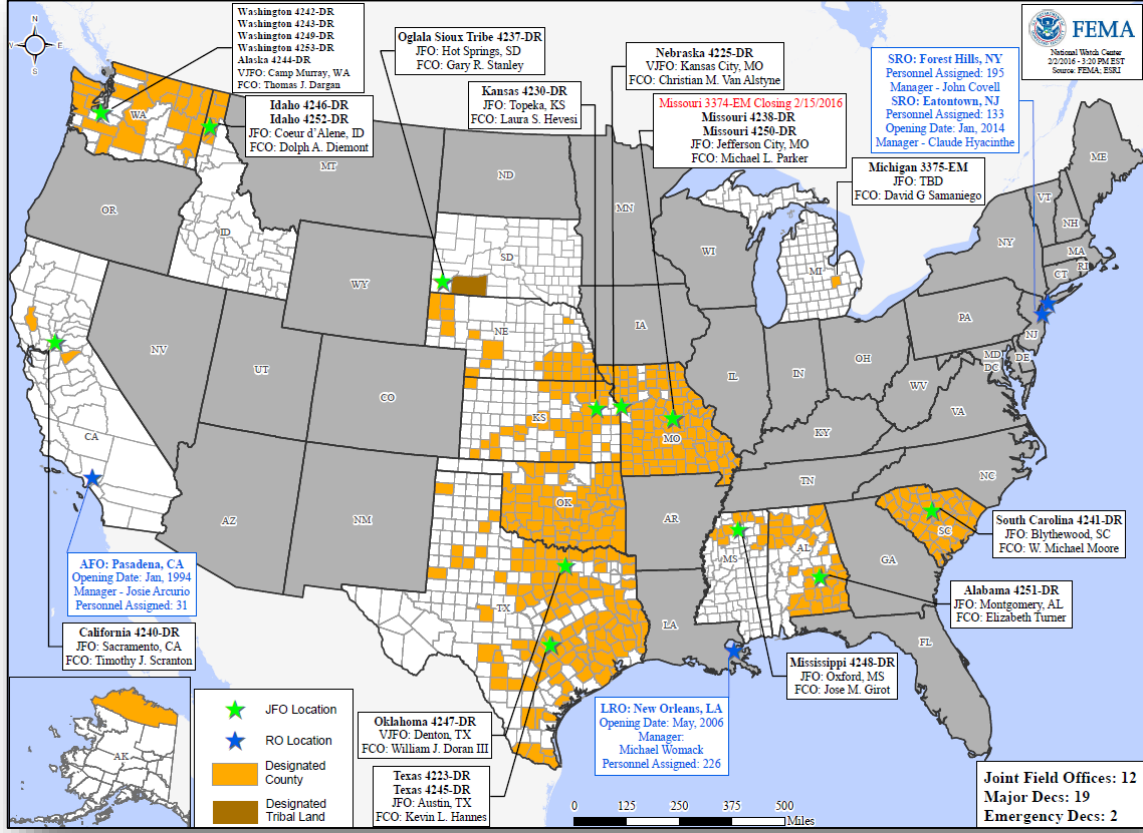 Washington 4242-DR
Washington 4243-DR
Washington 4249-DR
Washington 4253-DR
Alaska 4244-DR
VJFO: Camp Murray, WA
FCO: Thomas J. Dargan
Idaho 4246-DR
Idaho 4252-DR
JFO: Coeur d'Alene, ID
FCO: Dolph A. Diemont
Oglala Sioux Tribe 4237-DR
JFO: Hot Springs, SD
FCO: Gary R. Stanley
Kansas 4230-DR
JFO: Topeka, KS
FCO: Laura S. Hevesi
Nebraska 4225-DR
VJFO: Kansas City, MO
FCO: Christian M. Van Alstyne
Missouri 3374-EM Closing 2/15/2016
Missouri 4238-DR
Missouri 4250-DR
JFO: Jefferson City, MO
FCO: Michael L. Parker
Michigan 3375-EM
JFO: TBD
FCO: David G Samaniego
SRO: Forest Hills, NY
Personnel Assigned: 195
Manager - John Covell
SRO: Eatontown, NJ
Personnel Assigned: 133
Opening Date: Jan, 2014
Manager - Claude Hyacinthe
FEMA
National Watch Center
2/2/2016 - 3:20 PM EST
Source: FEMA; ESRI
N
W
E
S
WA
OR
ID
MT
ND
SD
WY
NE
NV
UT
CO
KS
CA
AZ
NM
TX
OK
MN
IA
MO
AR
LA
WI
IL
IN
MI
OH
KY
TN
MS
AL
GA
FL
SC
NC
VA
WV
PA
NY
NJ
MD
DC
DE
CT
RI
MA
NH
VT
ME
AK
AFO: Pasadena, CA
Opening Date: Jan, 1994
Manager - Josie Arcurio
Personnel Assigned: 31
California 4240-DR
JFO: Sacramento, CA
FCO: Timothy J. Scranton
JFO Location
RO Location
Designated
County
Designated
Tribal Land
Oklahoma 4247-DR
VJFO: Denton, TX
FCO: William J. Doran III
Texas 4223-DR
Texas 4245-DR
JFO: Austin, TX
FCO: Kevin L. Hannes
LRO: New Orleans, LA
Opening Date: May, 2006
Manager:
Michael Womack
Personnel Assigned: 226
Mississippi 4248-DR
JFO: Oxford, MS
FCO: Jose M. Girot
Alabama 4251-DR
JFO: Montgomery, AL
FCO: Elizabeth Turner
South Carolina 4241-DR
JFO: Blythewood, SC
FCO: W. Michael Moore
0 125 250 375 500
Miles
Joint Field Offices: 12
Major Decs: 19
Emergency Decs: 2